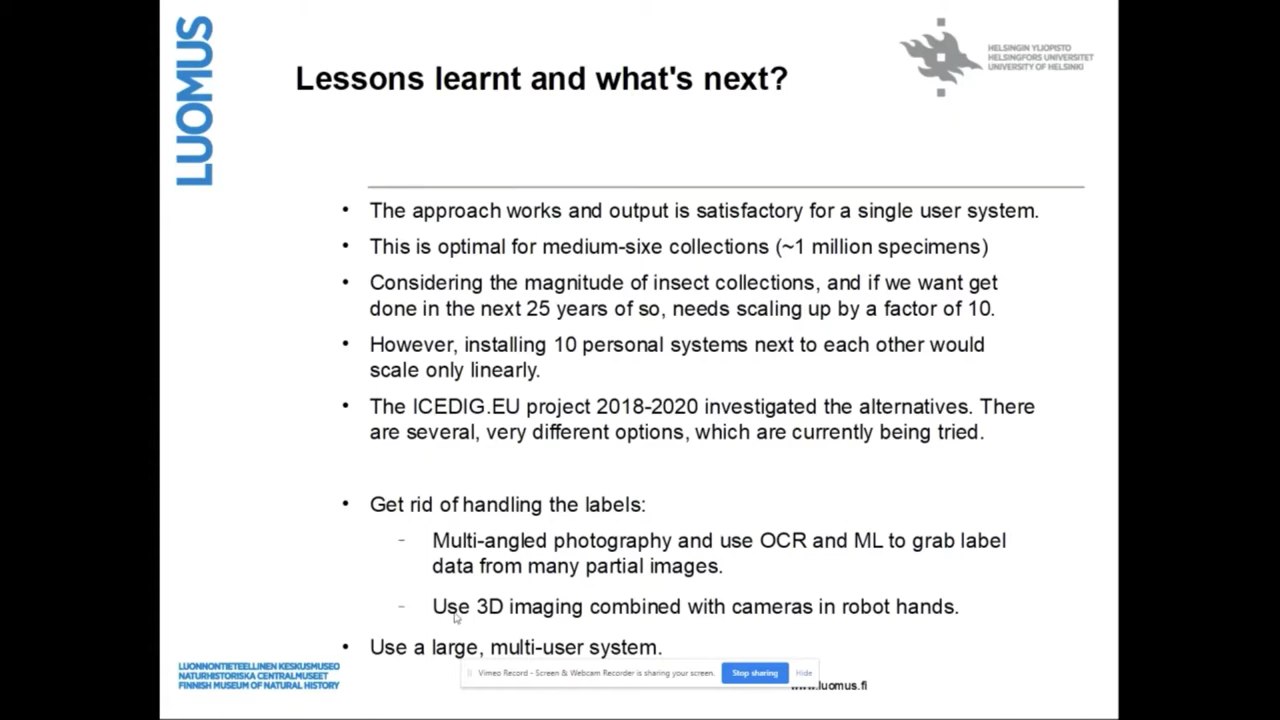 LUOMUS
HELSINGIN YLIOPISTO
HELSINGFORS UNIVERSITET
UNIVERSITY OF HELSINKI
Lessons learnt and what's next?
• The approach works and output is satisfactory for a single user system.
• This is optimal for medium-sixe collections (~1 million specimens)
• Considering the magnitude of insect collections, and if we want get
done in the next 25 years of so, needs scaling up by a factor of 10.
• However, installing 10 personal systems next to each other would
scale only linearly.
• The ICEDIG.EU project 2018-2020 investigated the alternatives. There
are several, very different options, which are currently being tried.
• Get rid of handling the labels:
- Multi-angled photography and use OCR and ML to grab label
data from many partial images.
- Use 3D imaging combined with cameras in robot hands.
• Use a large, multi-user system.
LUONNONTIETEELLINEN KESKUSMUSEO
NATURHISTORISKA CENTRALMUSEET
FINNISH MUSEUM OF NATURAL HISTORY
Vimeo Record - Screen & Webcam Recorder is sharing your screen.
Stop sharing
Hide
www.luomus.fi